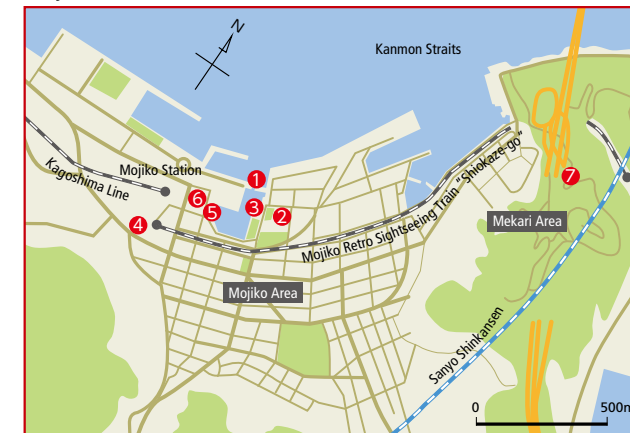 N
Kanmon Straits
Mojiko Station
Kagoshima Line
1
7
6
3
2
5
4
Mojiko Retro Sightseeing Train “Shiokaze-go”
Mekari Area
Mojiko Area
Sanyo Shinkansen
0
500m